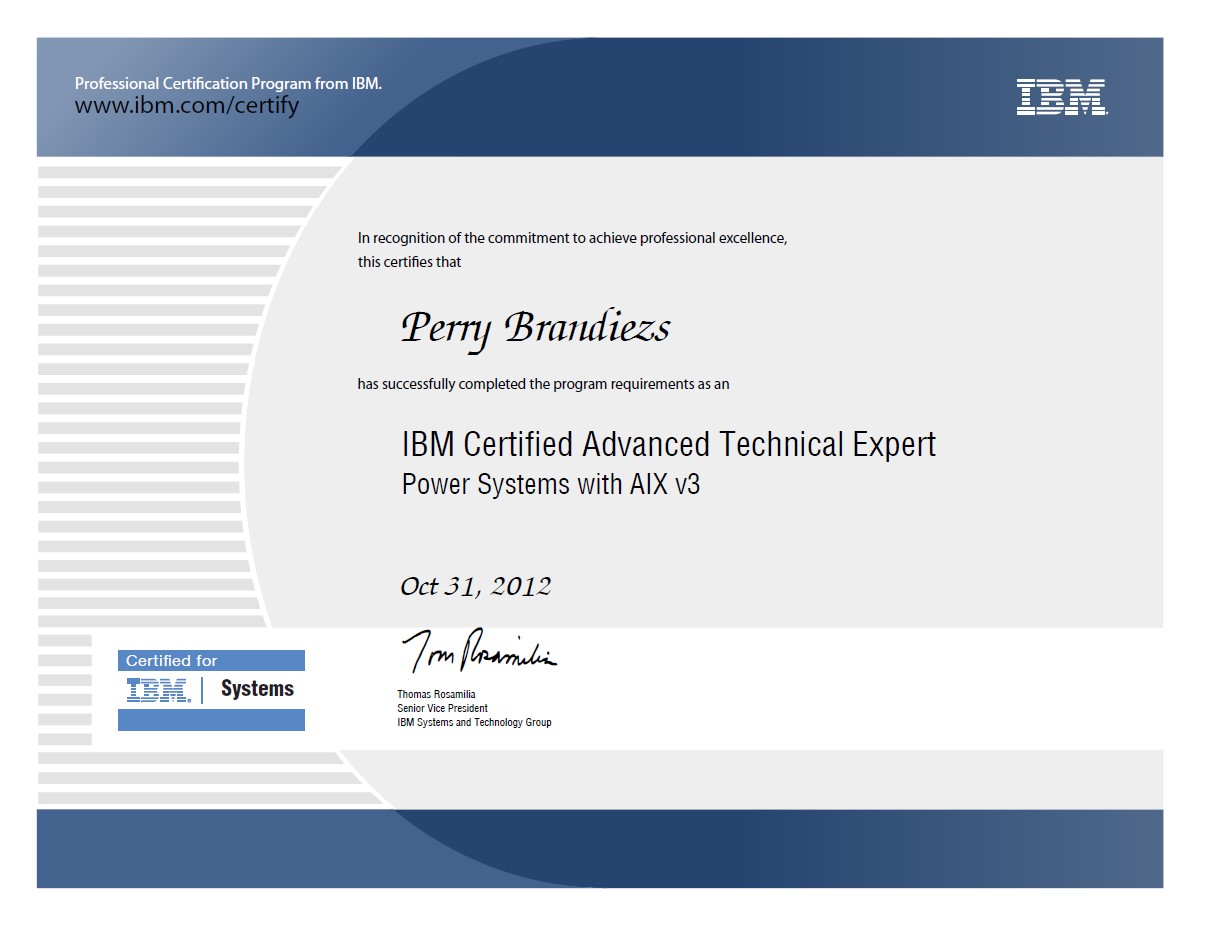 Professional Certification Program from IBM.
www.ibm.com/certify
IBM.
In recognition of the commitment to achieve professional excellence,
this certifies that
Perry Brandiezs
has successfully completed the program requirements as an
IBM Certified Advanced Technical Expert
Power Systems with AIX v3
Oct 31, 2012
Tom Rosamilia
Certified for
IBM. Systems
Thomas Rosamilia
Senior Vice President
IBM Systems and Technology Group